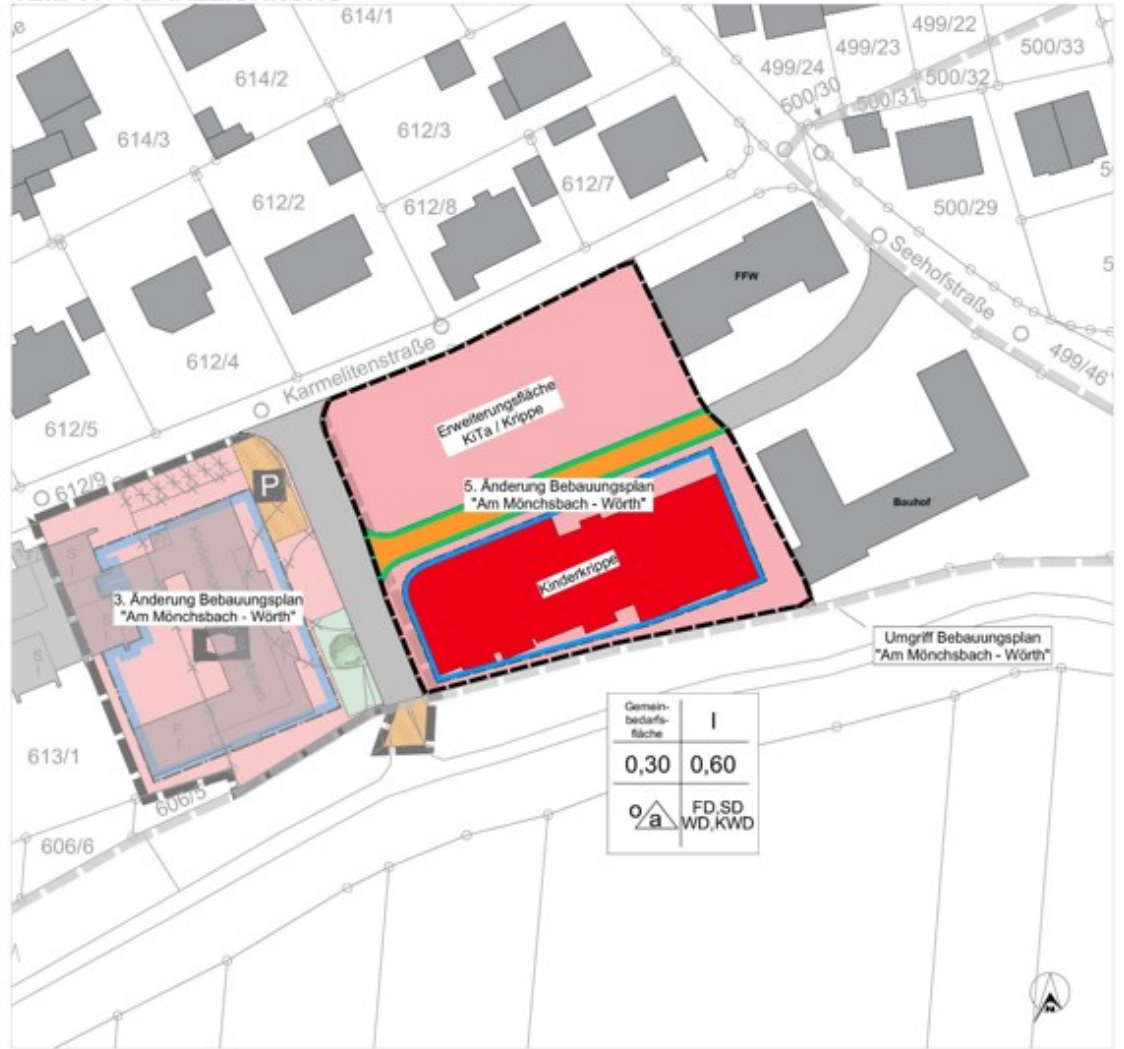 614/1
499/22
499/23
500/33
499/24
500/32
614/2
500/30
500/31
612/3
614/3
612/7
612/2
612/8
500/29
FFW
Seehofstraße
612/4
Karmelitenstraße
499/46
Erweiterungsfläche
KiTa / Krippe
612/5
612/9
P
5. Änderung Bebauungsplan
"Am Mönchsbach - Wörth"
Bauhof
Kinderkrippe
3. Änderung Bebauungsplan
"Am Mönchsbach - Wörth"
Umgriff Bebauungsplan
"Am Mönchsbach - Wörth"
Gemein-
bedarfs-
fläche
I
613/1
0,30
0,60
606/5
o
a
FD,SD
WD,KWD
606/6
N